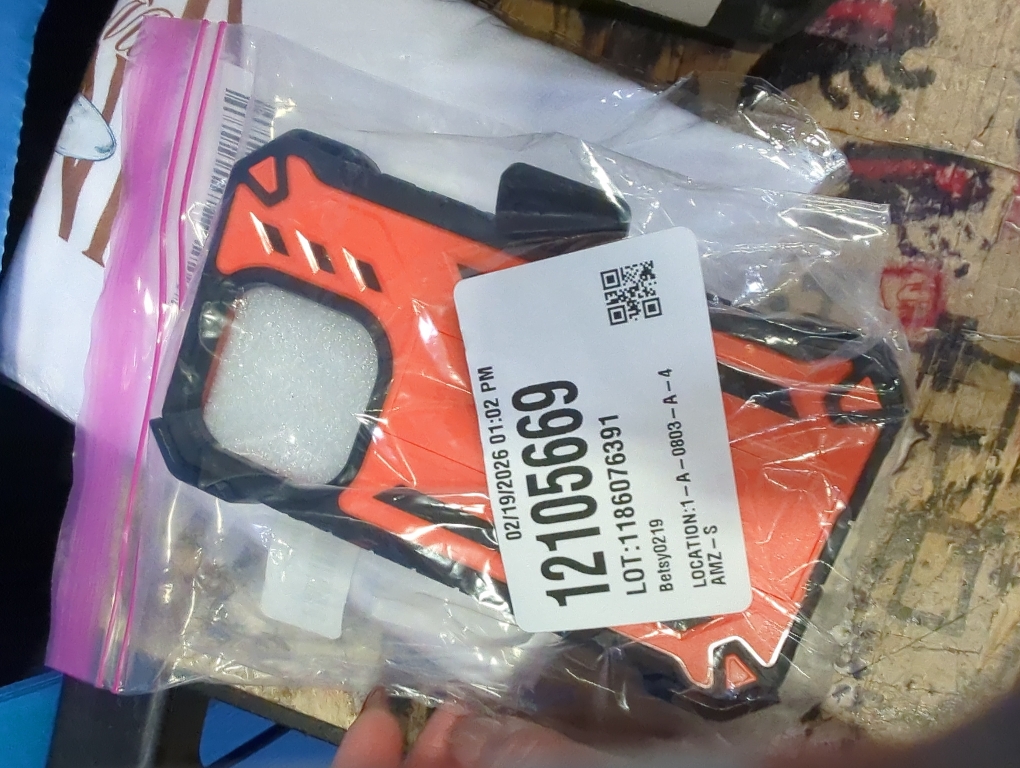 02/19/2026 01:02 PM
12105669
LOT:1186076391
Betsy0219
LOCATION:1-A-0803-A-4
AMZ-S